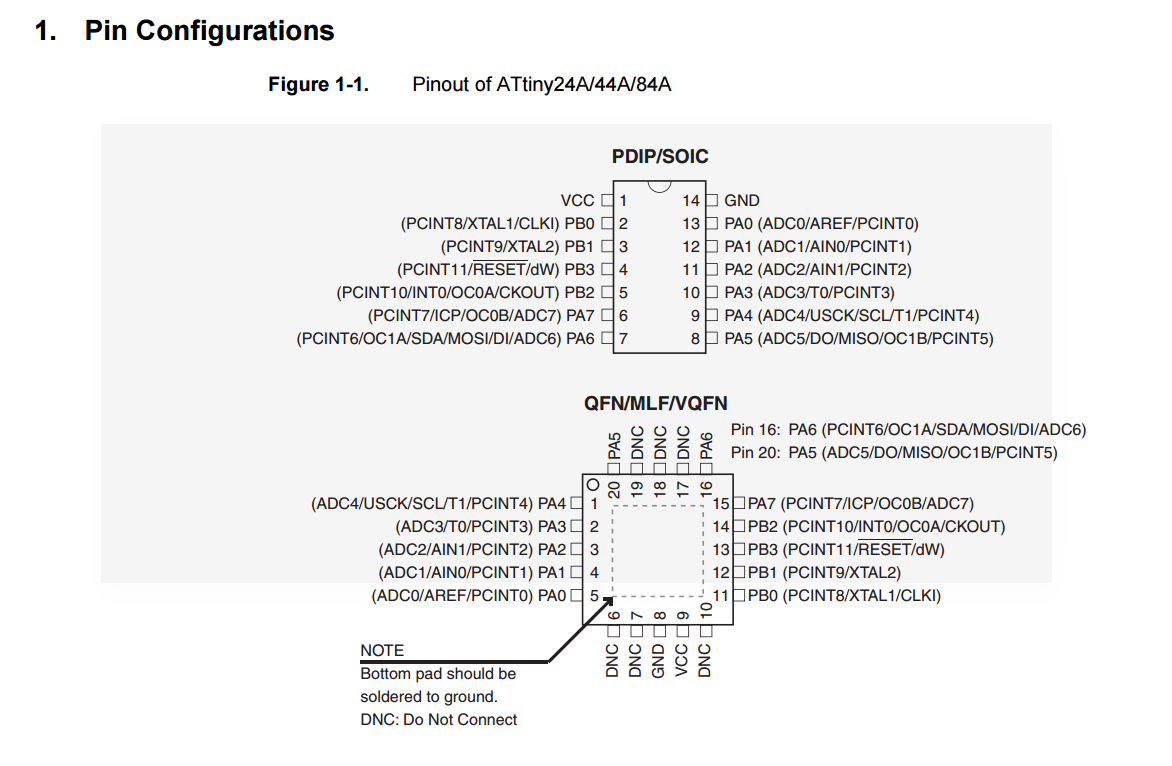 1. Pin Configurations
Figure 1-1. Pinout of ATtiny24A/44A/84A
PDIP/SOIC
VCC 1 14 GND
(PCINT8/XTAL1/CLKI) PB0 2 13 PA0 (ADC0/AREF/PCINT0)
(PCINT9/XTAL2) PB1 3 12 PA1 (ADC1/AIN0/PCINT1)
(PCINT11/RESET/dW) PB3 4 11 PA2 (ADC2/AIN1/PCINT2)
(PCINT10/INT0/OC0A/CKOUT) PB2 5 10 PA3 (ADC3/T0/PCINT3)
(PCINT7/ICP/OC0B/ADC7) PA7 6 9 PA4 (ADC4/USCK/SCL/T1/PCINT4)
(PCINT6/OC1A/SDA/MOSI/DI/ADC6) PA6 7 8 PA5 (ADC5/DO/MISO/OC1B/PCINT5)
QFN/MLF/VQFN
Pin 16: PA6 (PCINT6/OC1A/SDA/MOSI/DI/ADC6)
Pin 20: PA5 (ADC5/DO/MISO/OC1B/PCINT5)
PA5 DNC DNC DNC PA6
20 19 18 17 16
(ADC4/USCK/SCL/T1/PCINT4) PA4 1 15 PA7 (PCINT7/ICP/OC0B/ADC7)
(ADC3/T0/PCINT3) PA3 2 14 PB2 (PCINT10/INT0/OC0A/CKOUT)
(ADC2/AIN1/PCINT2) PA2 3 13 PB3 (PCINT11/RESET/dW)
(ADC1/AIN0/PCINT1) PA1 4 12 PB1 (PCINT9/XTAL2)
(ADC0/AREF/PCINT0) PA0 5 11 PB0 (PCINT8/XTAL1/CLKI)
6 7 8 9 10
DNC DNC GND VCC DNC
NOTE
Bottom pad should be
soldered to ground.
DNC: Do Not Connect